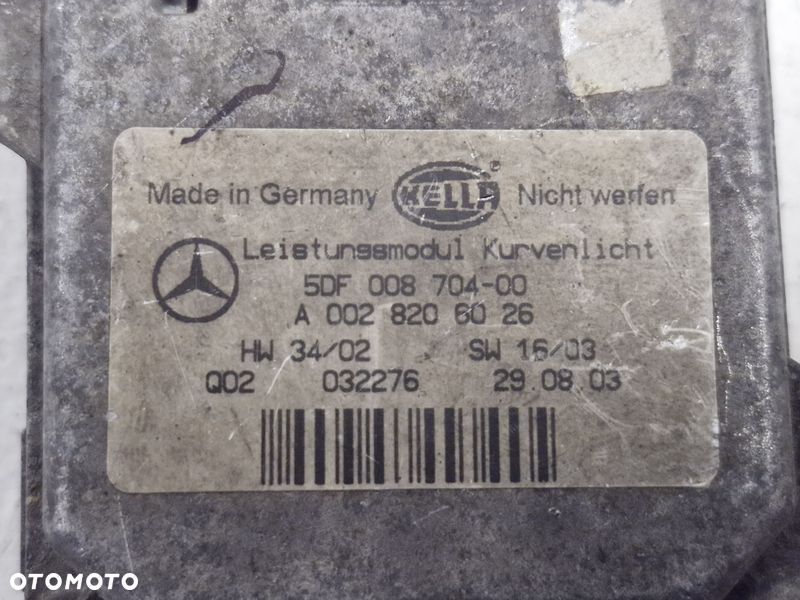 Made in Germany HELLA ® Nicht werfen
Leistungsmodul Kurvenlicht
5DF 008 704-00
A 002 820 60 26
HW 34/02 SW 16/03
Q02 032276 29.08.03
OTOMOTO